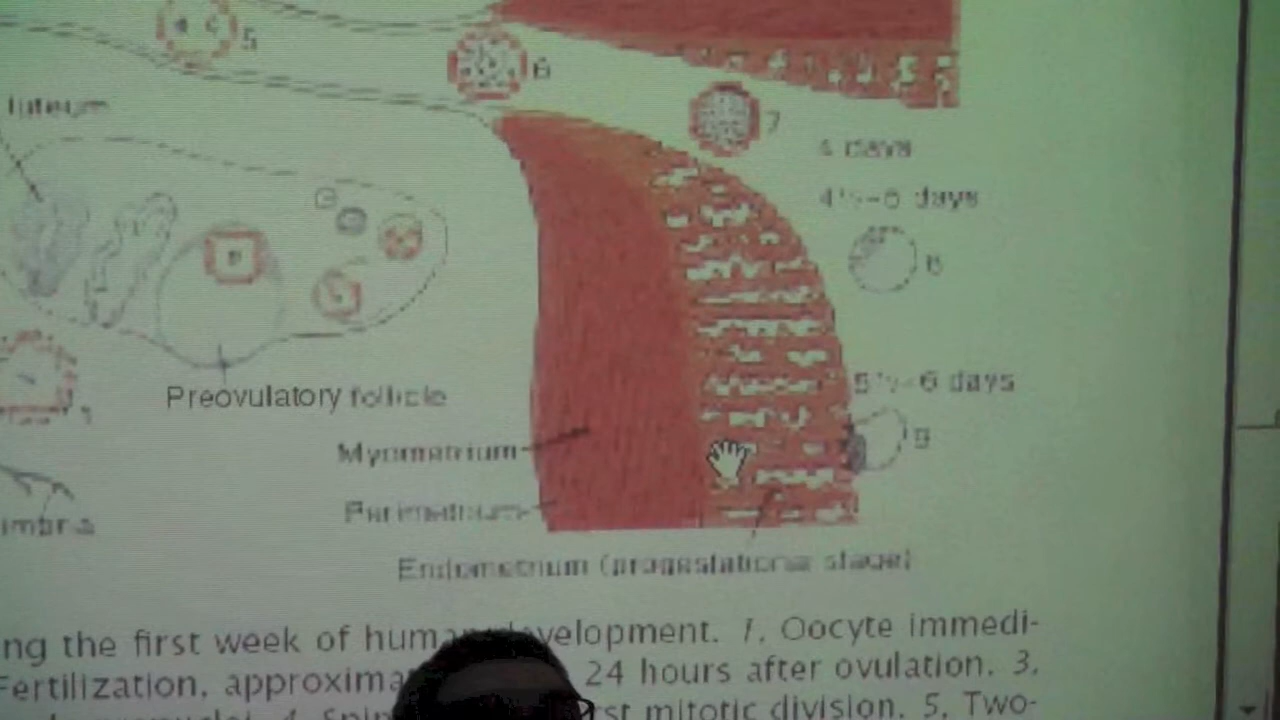 5
6
7
luteum
4 days
4½–5 days
8
5½–6 days
Preovulatory follicle
9
Myometrium
Perimetrium
Endometrium (progestational stage)
ng the first week of human development. 1, Oocyte immedi-
Fertilization, approxima 24 hours after ovulation. 3,
rst mitotic division. 5, Two-